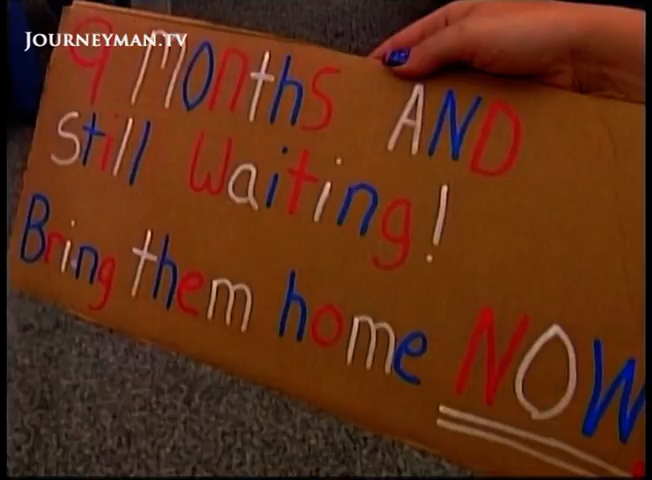 JOURNEYMAN.TV
9 Months AND
Still Waiting!
Bring them home NOW